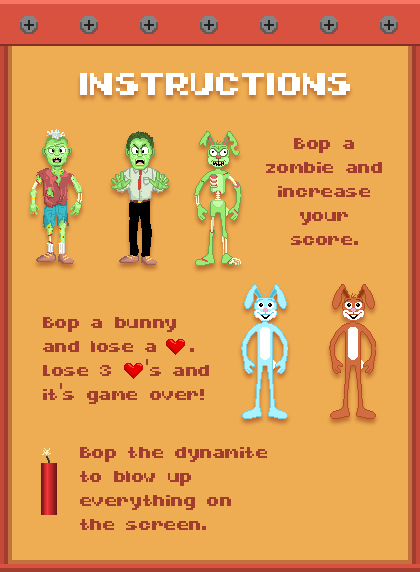 INSTRUCTIONS
Bop a
zombie and
increase
your
score.
Bop a bunny
and lose a ❤.
Lose 3 ❤'s and
it's game over!
Bop the dynamite
to blow up
everything on
the screen.